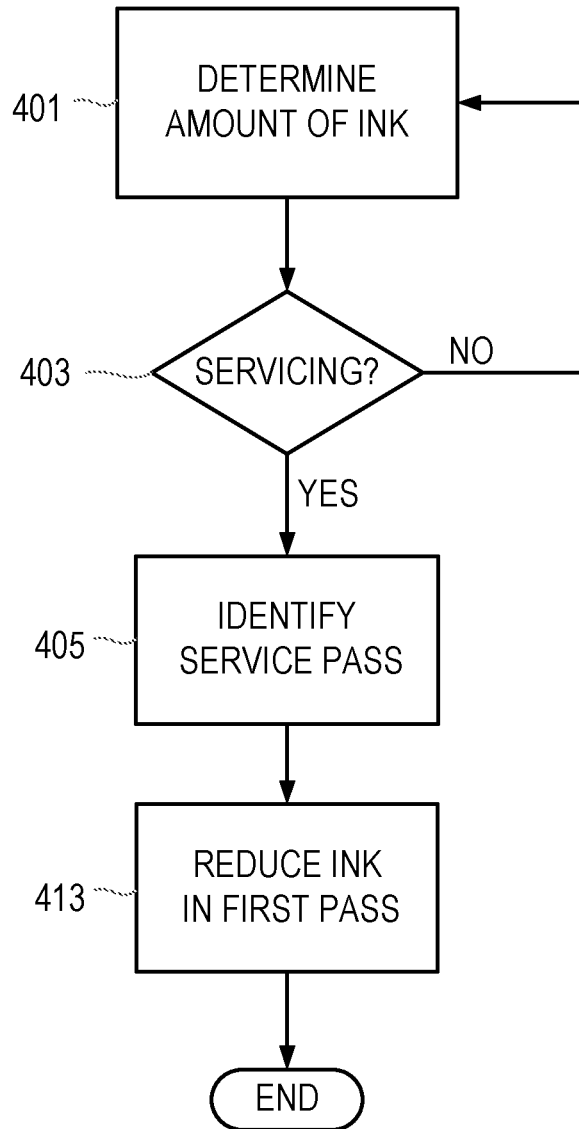 DETERMINE
AMOUNT OF INK
401
SERVICING?
403
NO
YES
IDENTIFY
SERVICE PASS
405
REDUCE INK
IN FIRST PASS
413
END